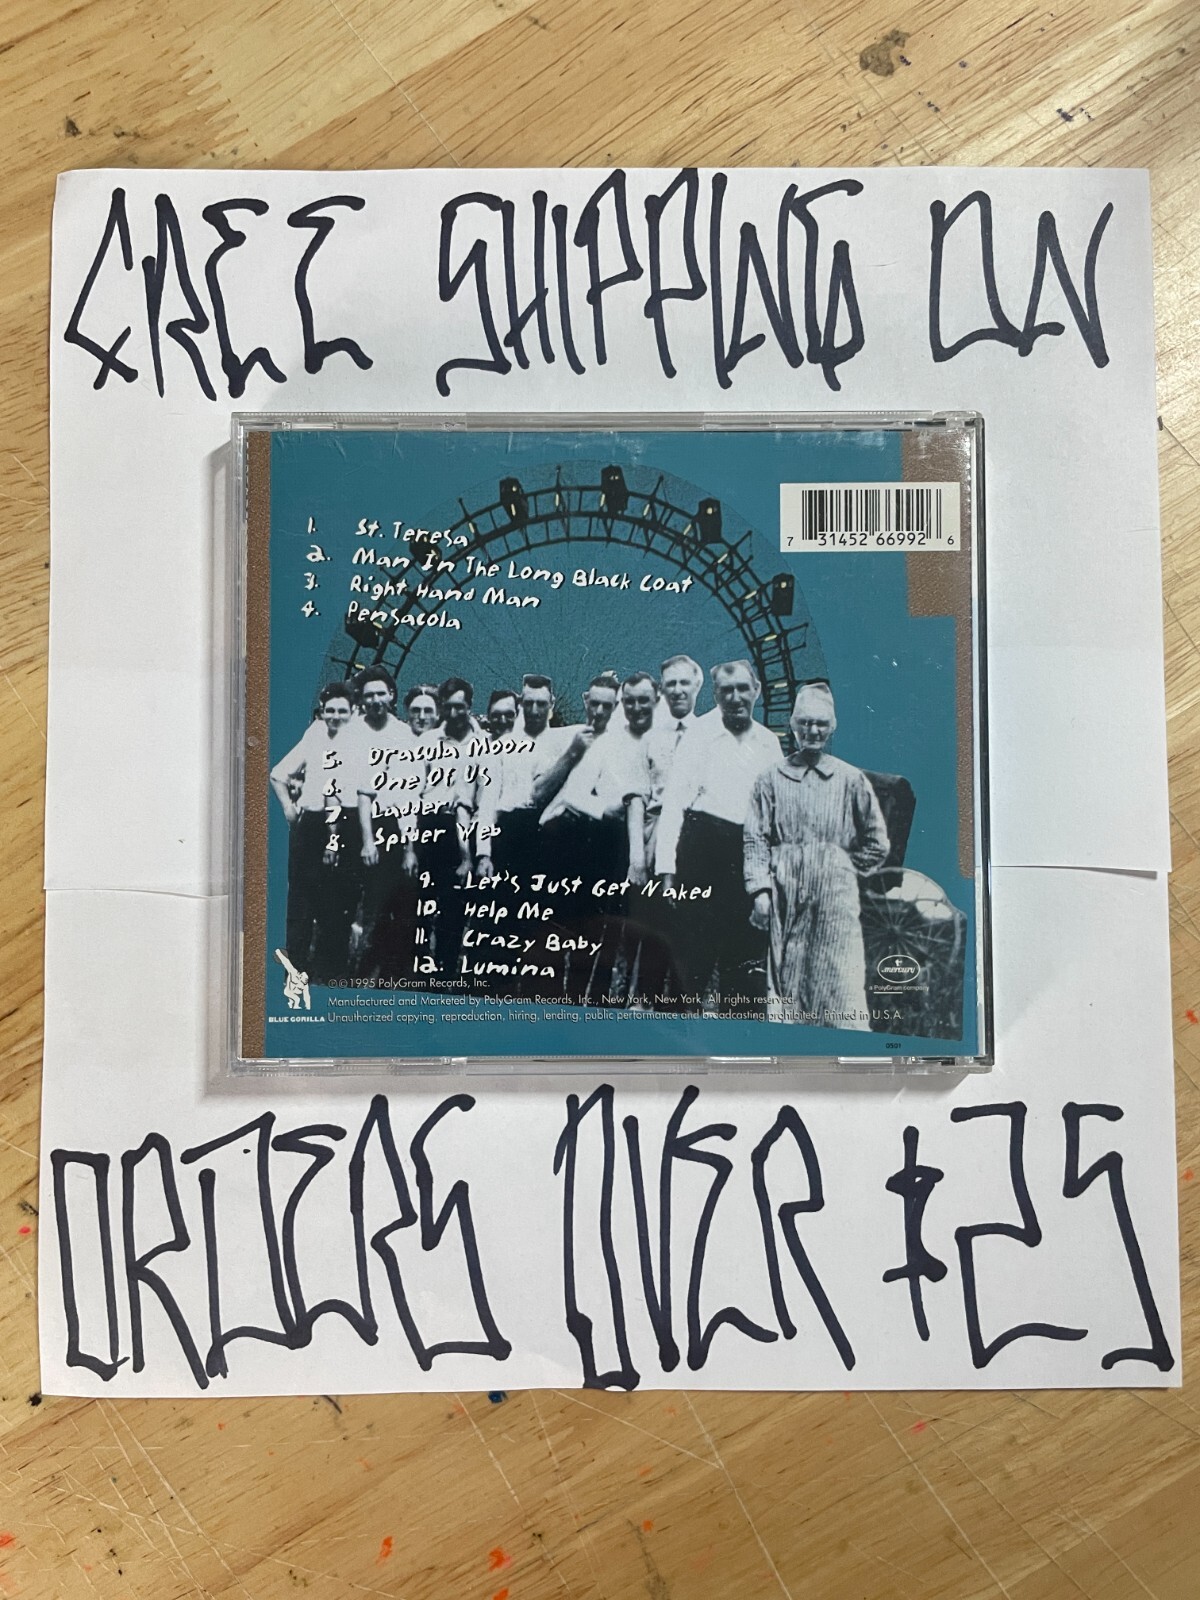 FREE SHIPPING ON
1. St. Teresa
2. Man In The Long Black Coat
3. Right Hand Man
4. Pensacola
7 31452 66992 6
5. Dracula Moon
6. One Of Us
7. Ladder
8. Spider Web
9. Let's Just Get Naked
10. Help Me
11. Crazy Baby
12. Lumina
mercury
a PolyGram company
℗©1995 PolyGram Records, Inc.
Manufactured and Marketed by PolyGram Records, Inc., New York, New York. All rights reserved.
BLUE GORILLA
Unauthorized copying, reproduction, hiring, lending, public performance and broadcasting prohibited. Printed in U.S.A.
ORDERS OVER $25